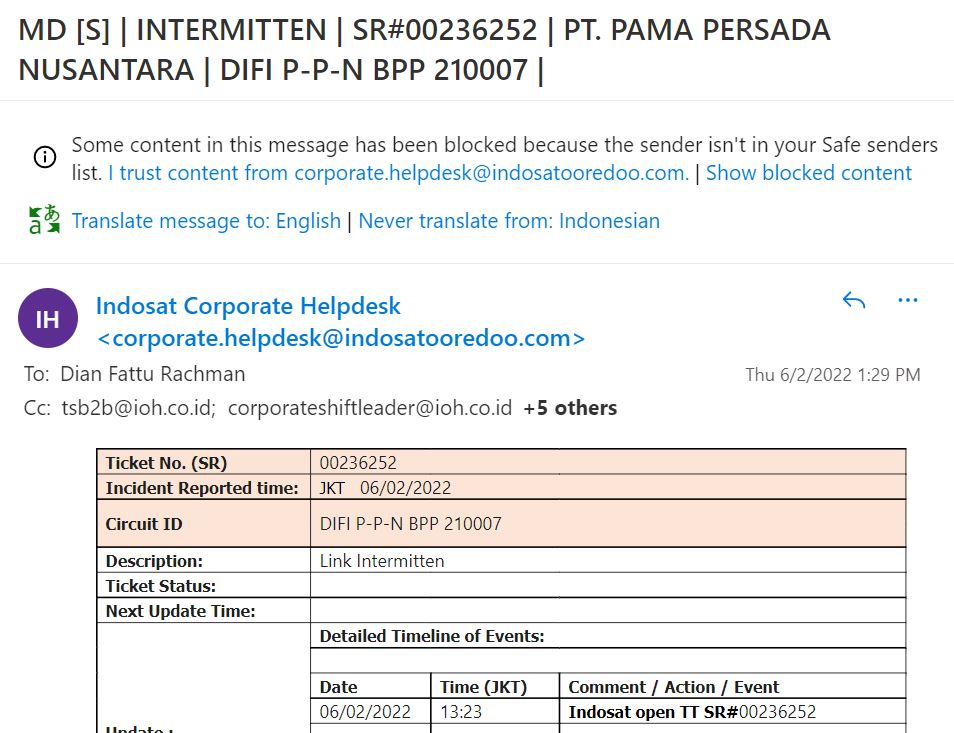 MD [S] | INTERMITTEN | SR#00236252 | PT. PAMA PERSADA
NUSANTARA | DIFI P-P-N BPP 210007 |
Some content in this message has been blocked because the sender isn't in your Safe senders
list. I trust content from corporate.helpdesk@indosatooredoo.com. | Show blocked content
Translate message to: English | Never translate from: Indonesian
IH
Indosat Corporate Helpdesk
<corporate.helpdesk@indosatooredoo.com>
To: Dian Fattu Rachman
Thu 6/2/2022 1:29 PM
Cc: tsb2b@ioh.co.id; corporateshiftleader@ioh.co.id +5 others
Ticket No. (SR) 00236252
Incident Reported time: JKT 06/02/2022
Circuit ID DIFI P-P-N BPP 210007
Description: Link Intermitten
Ticket Status:
Next Update Time:
Detailed Timeline of Events:
Date Time (JKT) Comment / Action / Event
06/02/2022 13:23 Indosat open TT SR#00236252
Update :